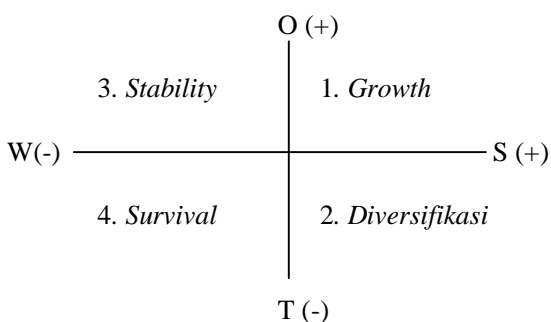 O (+)
3. Stability
1. Growth
W(-)
S (+)
4. Survival
2. Diversifikasi
T (-)